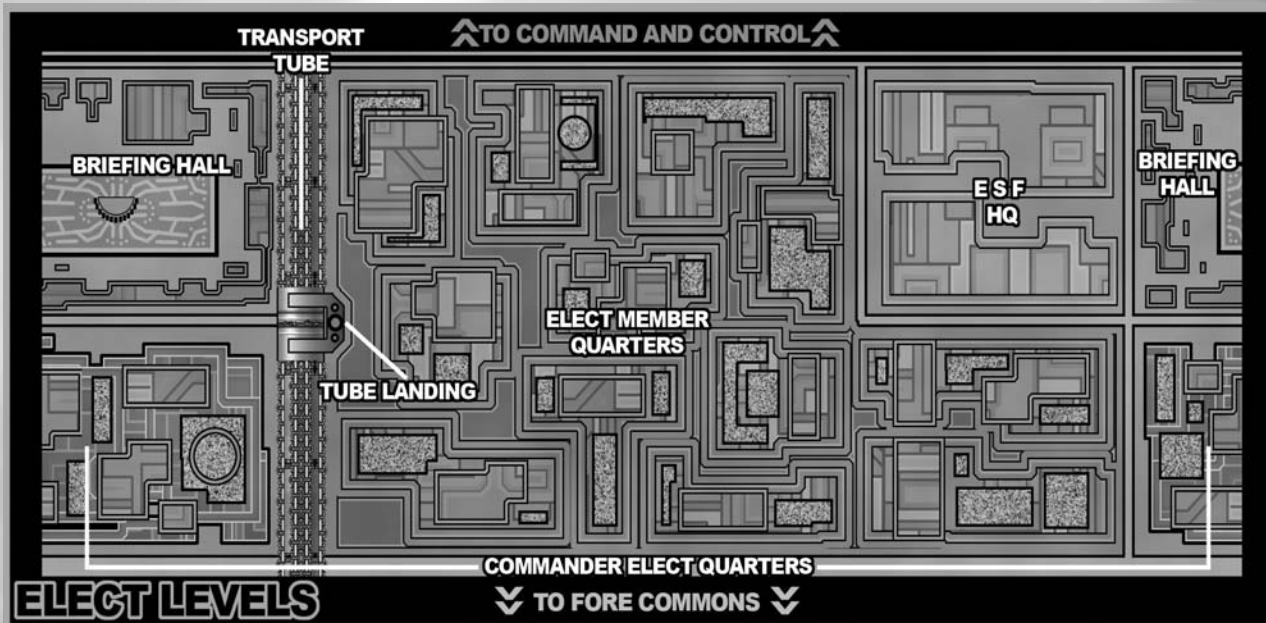 TO COMMAND AND CONTROL
TRANSPORT
TUBE
BRIEFING HALL
BRIEFING
HALL
E S F
HQ
ELECT MEMBER
QUARTERS
TUBE LANDING
COMMANDER ELECT QUARTERS
ELECT LEVELS
TO FORE COMMONS